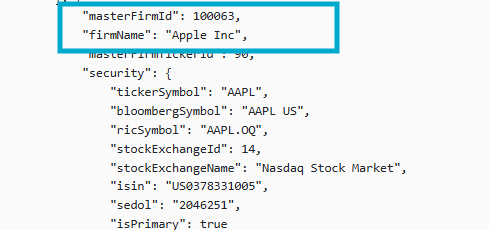 "masterFirmId": 100063,
"firmName": "Apple Inc",
"masterFirmTickerId": 90,
"security": {
"tickerSymbol": "AAPL",
"bloombergSymbol": "AAPL US",
"ricSymbol": "AAPL.OQ",
"stockExchangeId": 14,
"stockExchangeName": "Nasdaq Stock Market",
"isin": "US0378331005",
"sedol": "2046251",
"isPrimary": true